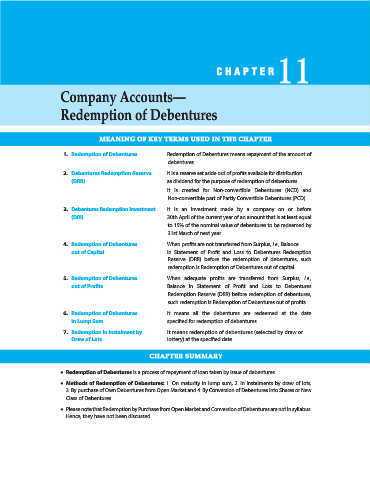 CHAPTER 11
Company Accounts—
Redemption of Debentures
MEANING OF KEY TERMS USED IN THE CHAPTER
1. Redemption of Debentures Redemption of Debentures means repayment of the amount of
debentures
2. Debentures Redemption Reserve It is a reserve set aside out of profits available for distribution
(DRR) as dividend for the purpose of redemption of debentures
It is created for Non-convertible Debentures (NCD) and
Non-convertible part of Partly Convertible Debentures (PCD)
3. Debentures Redemption Investment It is an investment made by a company on or before
(DRI) 30th April of the current year of an amount that is at least equal
to 15% of the nominal value of debentures to be redeemed by
31st March of next year
4. Redemption of Debentures When profits are not transferred from Surplus, i e, Balance
out of Capital in Statement of Profit and Loss to Debentures Redemption
Reserve (DRR) before the redemption of debentures, such
redemption is Redemption of Debentures out of capital
5. Redemption of Debentures When adequate profits are transferred from Surplus, i e,
out of Profits Balance in Statement of Profit and Loss to Debentures
Redemption Reserve (DRR) before redemption of debentures,
such redemption is Redemption of Debentures out of profits
6. Redemption of Debentures It means all the debentures are redeemed at the date
in Lump Sum specified for redemption of debentures
7. Redemption in Instalment by It means redemption of debentures (selected by draw or
Draw of Lots lottery) at the specified date
CHAPTER SUMMARY
• Redemption of Debentures is a process of repayment of loan taken by issue of debentures
• Methods of Redemption of Debentures: 1 On maturity in lump sum, 2 In instalments by draw of lots,
3 By purchase of Own Debentures from Open Market and 4 By Conversion of Debentures into Shares or New
Class of Debentures
• Please note that Redemption by Purchase from Open Market and Conversion of Debentures are not in syllabus
Hence, they have not been discussed